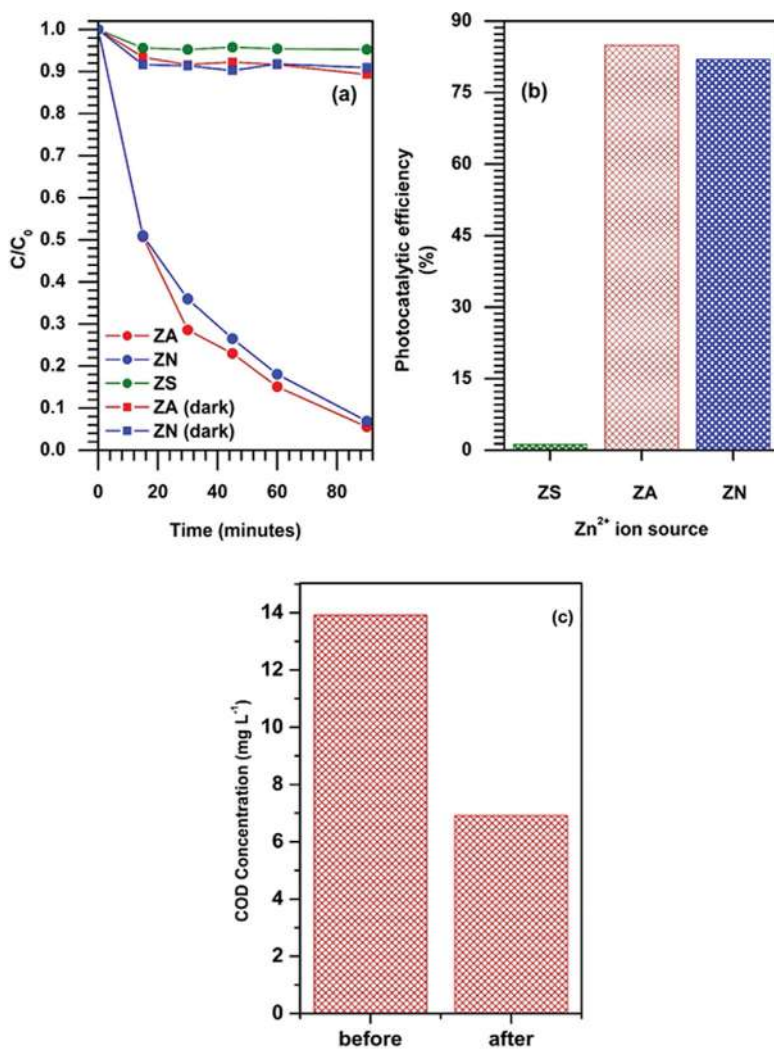 1.0
0.9
0.8
0.7
0.6
0.5
0.4
0.3
0.2
0.1
0.0
C/C₀
(a)
ZA
ZN
ZS
ZA (dark)
ZN (dark)
0 20 40 60 80
Time (minutes)
90
75
60
45
30
15
0
Photocatalytic efficiency
(%)
(b)
ZS ZA ZN
Zn²⁺ ion source
14
12
10
8
6
4
2
0
COD Concentration (mg L⁻¹)
(c)
before after